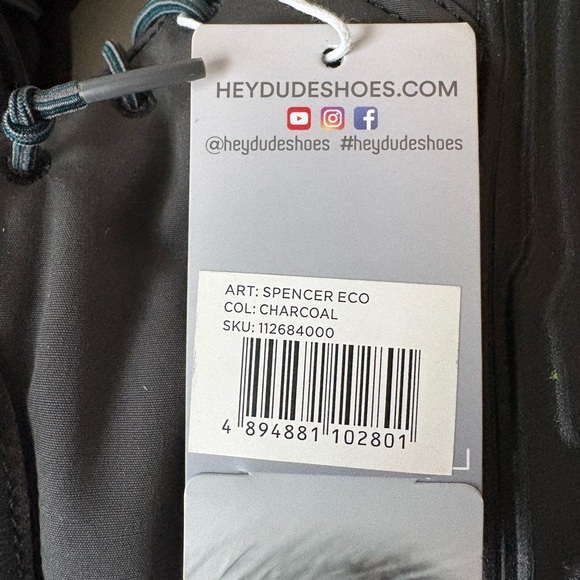 HEYDUDESHOES.COM
@heydudeshoes #heydudeshoes
ART: SPENCER ECO
COL: CHARCOAL
SKU: 112684000
4 894881 102801